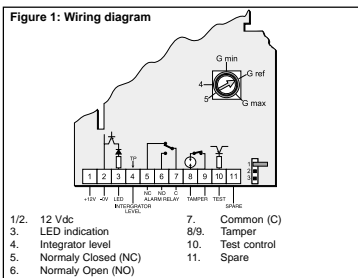 Figure 1: Wiring diagram
G min
G ref
4
5
G max
TP
1 2 3 4 5 6 7 8 9 10 11
1
2
3
+12V -0V LED INTERGRATOR LEVEL NC NO C ALARM RELAY TAMPER TEST SPARE
1/2. 12 Vdc
3. LED indication
4. Integrator level
5. Normaly Closed (NC)
6. Normaly Open (NO)
7. Common (C)
8/9. Tamper
10. Test control
11. Spare